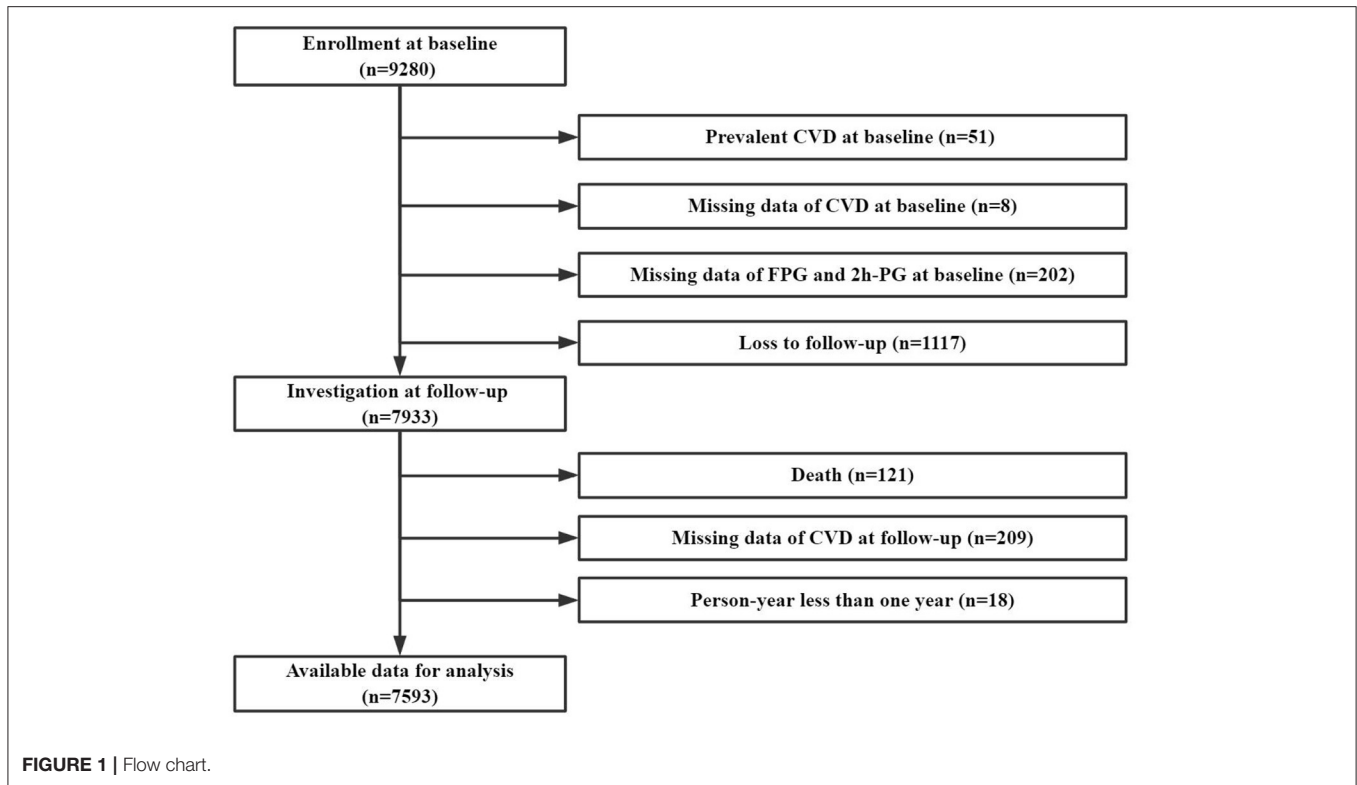 Enrollment at baseline
(n=9280)
Prevalent CVD at baseline (n=51)
Missing data of CVD at baseline (n=8)
Missing data of FPG and 2h-PG at baseline (n=202)
Loss to follow-up (n=1117)
Investigation at follow-up
(n=7933)
Death (n=121)
Missing data of CVD at follow-up (n=209)
Person-year less than one year (n=18)
Available data for analysis
(n=7593)
FIGURE 1 | Flow chart.